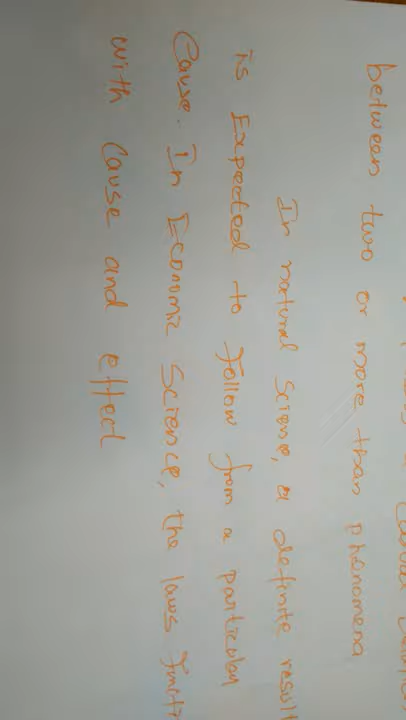 between two or more than phenomena
In natural science, a definite result
is Expected to follow from a particular
Cause. In Economic Science, the laws
with cause and effect